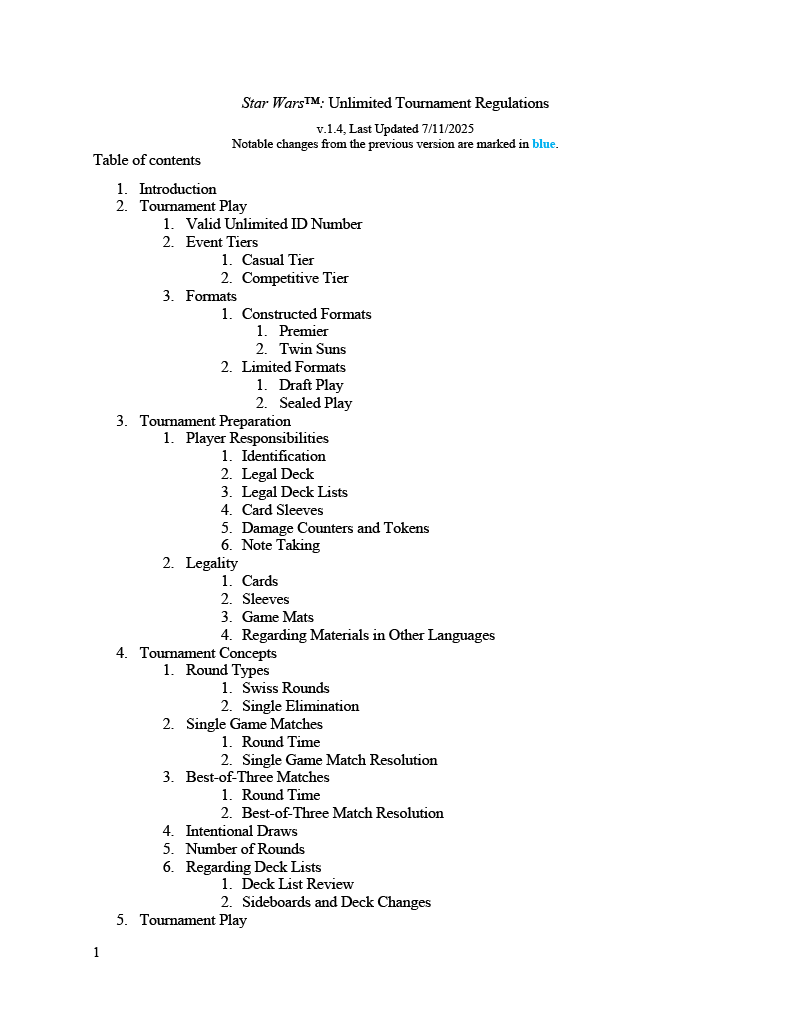 Star Wars™: Unlimited Tournament Regulations
v.1.4, Last Updated 7/11/2025
Notable changes from the previous version are marked in blue.
Table of contents
1. Introduction
2. Tournament Play
1. Valid Unlimited ID Number
2. Event Tiers
1. Casual Tier
2. Competitive Tier
3. Formats
1. Constructed Formats
1. Premier
2. Twin Suns
2. Limited Formats
1. Draft Play
2. Sealed Play
3. Tournament Preparation
1. Player Responsibilities
1. Identification
2. Legal Deck
3. Legal Deck Lists
4. Card Sleeves
5. Damage Counters and Tokens
6. Note Taking
2. Legality
1. Cards
2. Sleeves
3. Game Mats
4. Regarding Materials in Other Languages
4. Tournament Concepts
1. Round Types
1. Swiss Rounds
2. Single Elimination
2. Single Game Matches
1. Round Time
2. Single Game Match Resolution
3. Best-of-Three Matches
1. Round Time
2. Best-of-Three Match Resolution
4. Intentional Draws
5. Number of Rounds
6. Regarding Deck Lists
1. Deck List Review
2. Sideboards and Deck Changes
5. Tournament Play
1